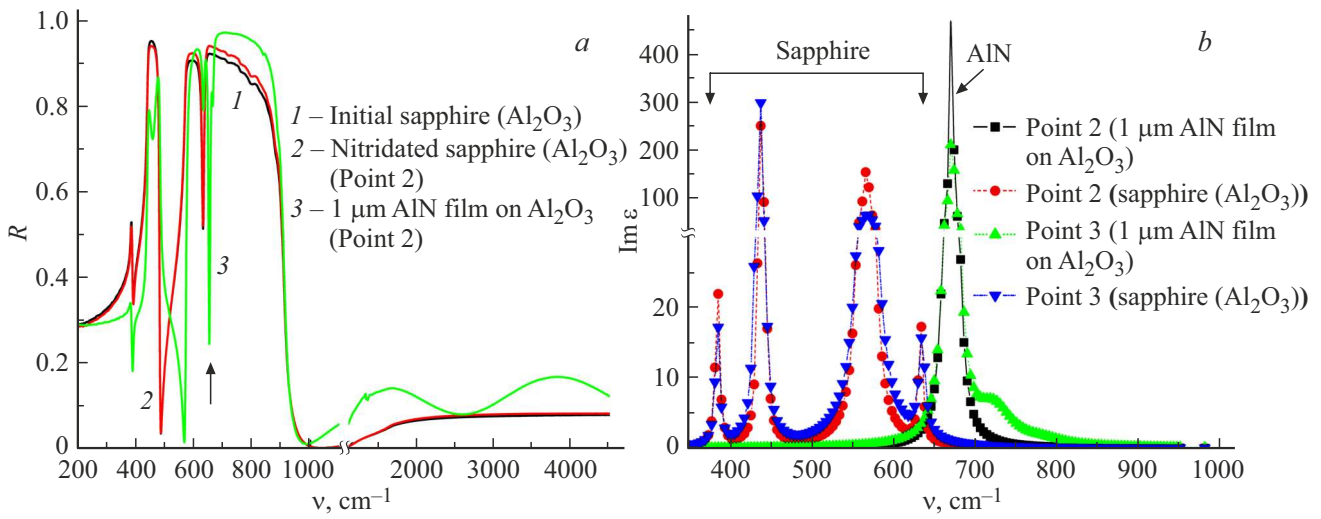 a
1.0
0.8
0.6
0.4
0.2
0
R
200
400
600
800
1000
2000
3000
4000
ν, cm⁻¹
1
2
3
1 – Initial sapphire (Al₂O₃)
2 – Nitridated sapphire (Al₂O₃)
(Point 2)
3 – 1 μm AlN film on Al₂O₃
(Point 2)
b
400
350
300
250
200
150
100
20
10
5
0
Im ε
400
500
600
700
800
900
1000
ν, cm⁻¹
Sapphire
AlN
Point 2 (1 μm AlN film
on Al₂O₃)
Point 2 (sapphire (Al₂O₃))
Point 3 (1 μm AlN film
on Al₂O₃)
Point 3 (sapphire (Al₂O₃))